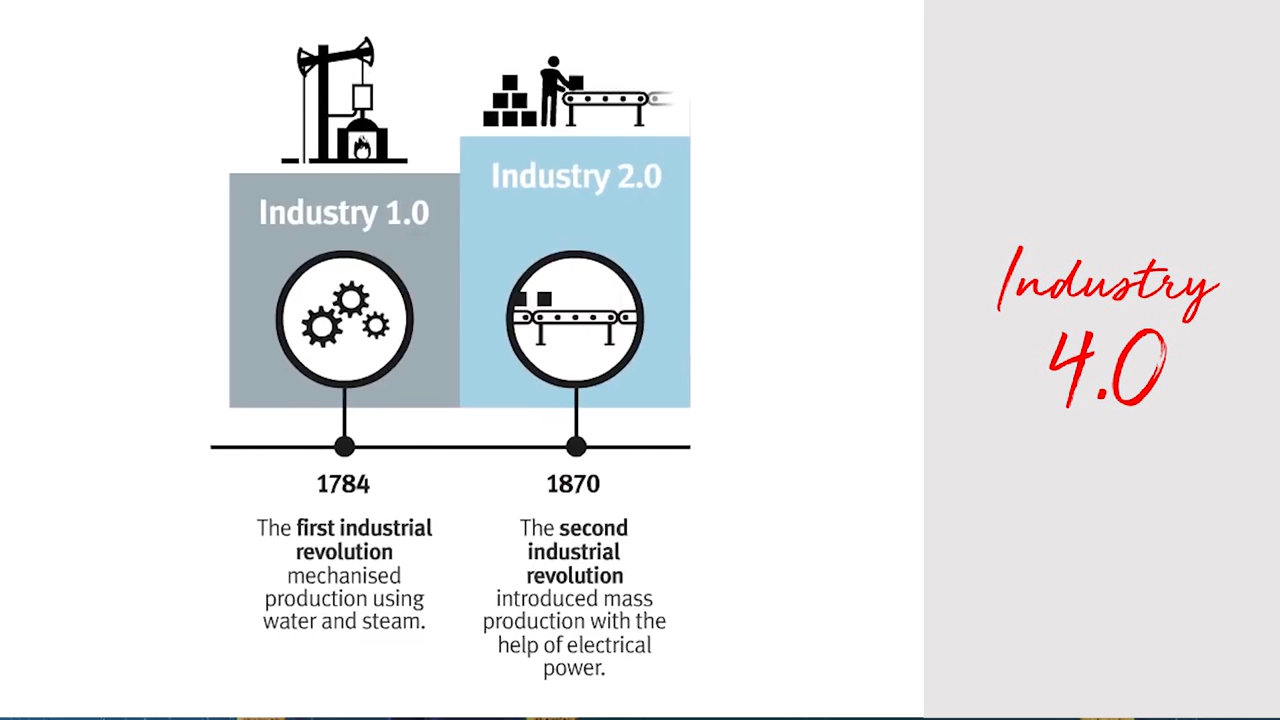 Industry 1.0
Industry 2.0
1784
The first industrial
revolution
mechanised
production using
water and steam.
1870
The second
industrial
revolution
introduced mass
production with the
help of electrical
power.
Industry
4.0